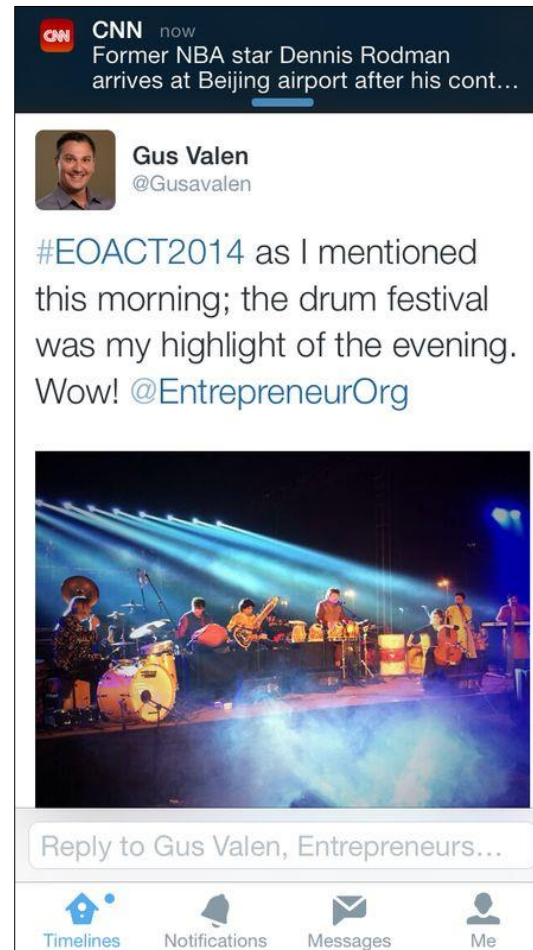 CNN
CNN now
Former NBA star Dennis Rodman
arrives at Beijing airport after his cont...
Gus Valen
@Gusavalen
#EOACT2014 as I mentioned
this morning; the drum festival
was my highlight of the evening.
Wow! @EntrepreneurOrg
Reply to Gus Valen, Entrepreneurs...
Timelines Notifications Messages Me